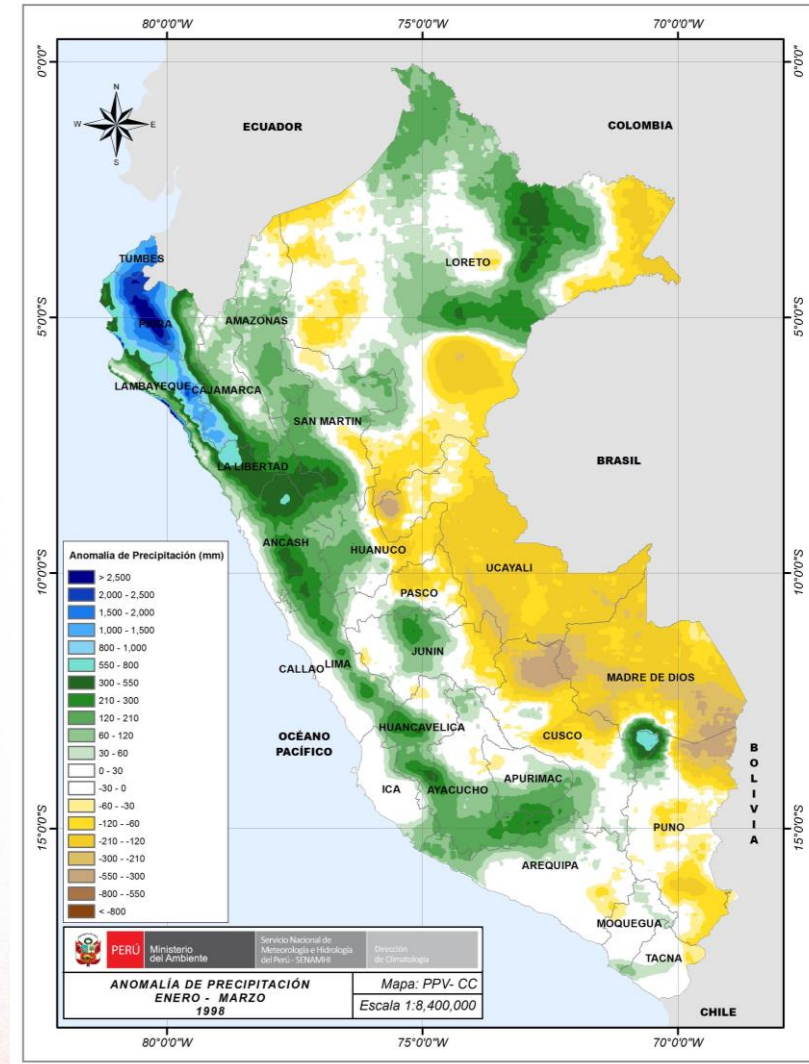 80°0'0"W
75°0'0"W
70°0'0"W
0°0'0"
0°0'0"
N
W
E
S
ECUADOR
COLOMBIA
TUMBES
LORETO
5°0'0"S
PIURA
AMAZONAS
5°0'0"S
LAMBAYEQUE
CAJAMARCA
SAN MARTIN
LA LIBERTAD
BRASIL
ANCASH
HUANUCO
UCAYALI
10°0'0"S
10°0'0"S
PASCO
JUNIN
CALLAO
LIMA
MADRE DE DIOS
OCÉANO
PACÍFICO
HUANCAVELICA
CUSCO
BOLIVIA
ICA
AYACUCHO
APURIMAC
PUNO
15°0'0"S
15°0'0"S
AREQUIPA
MOQUEGUA
TACNA
CHILE
Anomalía de Precipitación (mm)
> 2,500
2,000 - 2,500
1,500 - 2,000
1,000 - 1,500
800 - 1,000
550 - 800
300 - 550
210 - 300
120 - 210
60 - 120
30 - 60
0 - 30
-30 - 0
-60 - -30
-120 - -60
-210 - -120
-300 - -210
-550 - -300
-800 - -550
< -800
PERÚ
Ministerio
del Ambiente
Servicio Nacional de
Meteorología e Hidrología
del Perú - SENAMHI
Dirección
de Climatología
ANOMALÍA DE PRECIPITACIÓN
ENERO - MARZO
1998
Mapa: PPV- CC
Escala 1:8,400,000
80°0'0"W
75°0'0"W
70°0'0"W